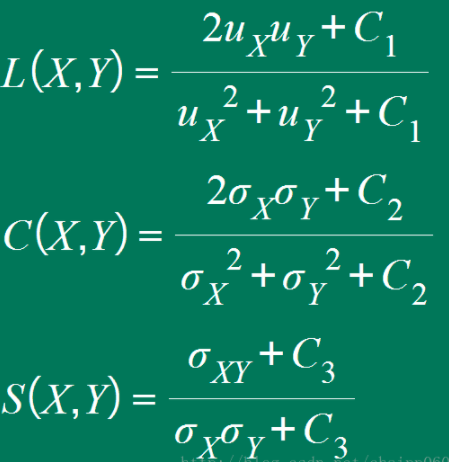 L(X,Y) = (2u_X u_Y + C_1) / (u_X^2 + u_Y^2 + C_1)
C(X,Y) = (2σ_X σ_Y + C_2) / (σ_X^2 + σ_Y^2 + C_2)
S(X,Y) = (σ_XY + C_3) / (σ_X σ_Y + C_3)